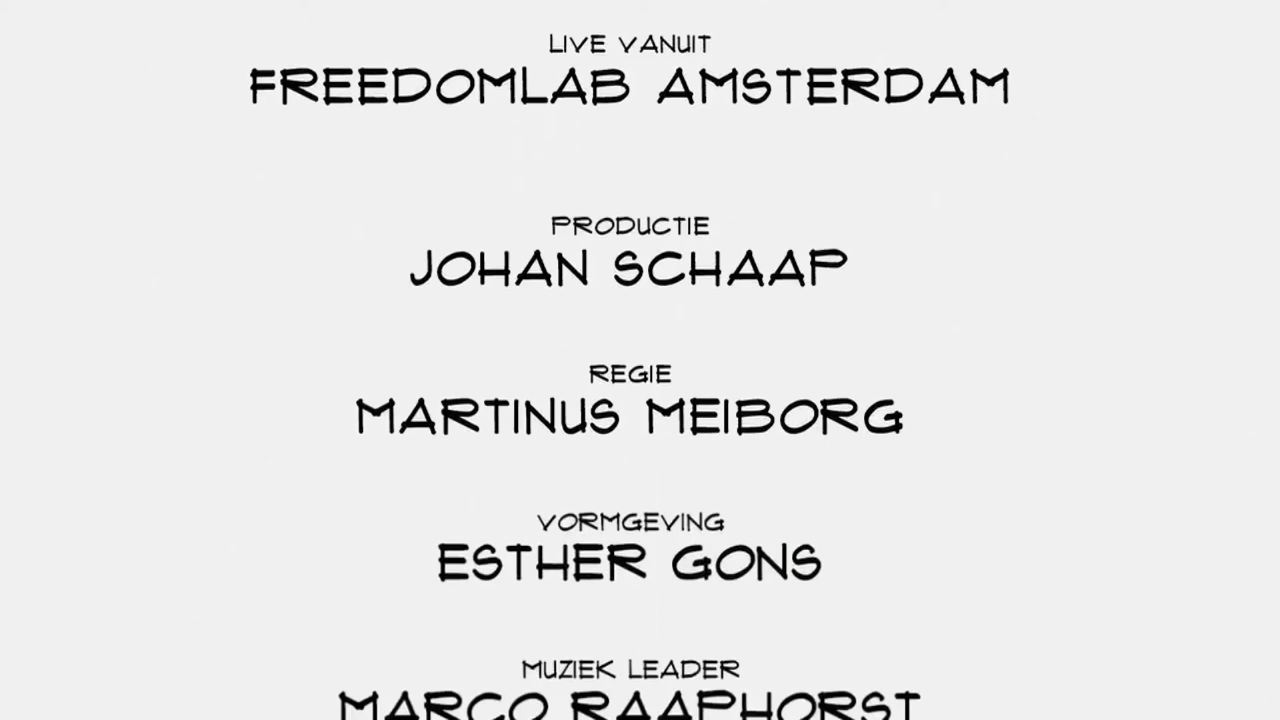 LIVE VANUIT
FREEDOMLAB AMSTERDAM
PRODUCTIE
JOHAN SCHAAP
REGIE
MARTINUS MEIBORG
VORMGEVING
ESTHER GONS
MUZIEK LEADER
MARCO RAAPHORST